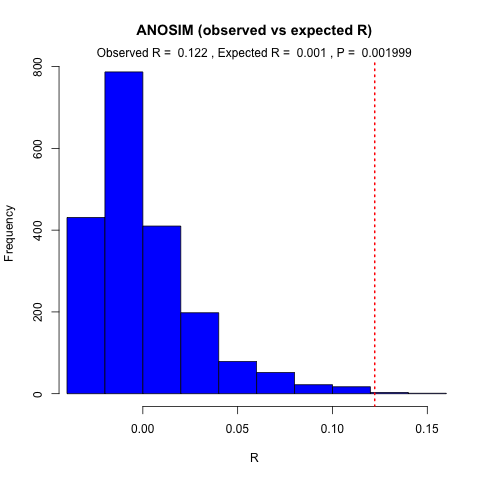 ANOSIM (observed vs expected R)
Observed R =  0.122 , Expected R =  0.001 , P =  0.001999
Frequency
800
600
400
200
0
0.00 0.05 0.10 0.15
R